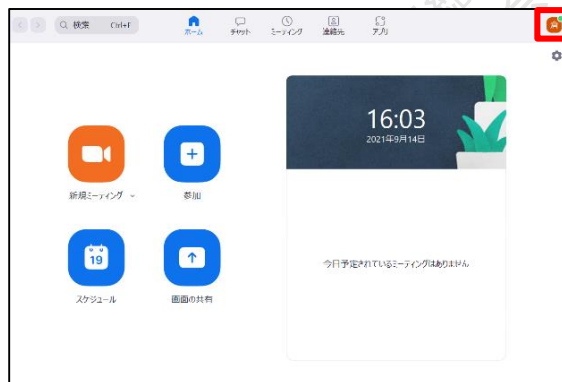 検索 Ctrl+F
ホーム
チャット
ミーティング
連絡先
アプリ
16:03
2021年9月14日
新規ミーティング
参加
19
スケジュール
画面の共有
今日予定されているミーティングはありません